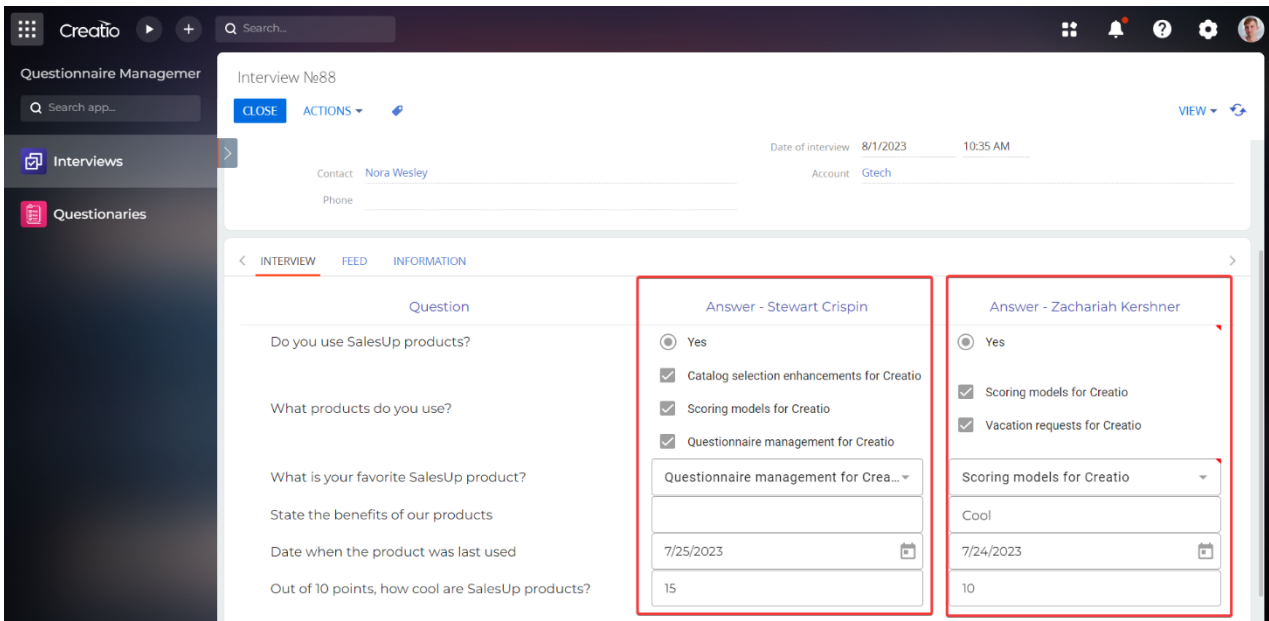 Creatio
Search...
Questionnaire Managemer
Search app...
Interviews
Questionaries
Interview №88
CLOSE
ACTIONS
VIEW
Date of interview 8/1/2023 10:35 AM
Contact Nora Wesley
Account Gtech
Phone
INTERVIEW FEED INFORMATION
Question Answer - Stewart Crispin Answer - Zachariah Kershner
Do you use SalesUp products? Yes Yes
What products do you use?
Catalog selection enhancements for Creatio
Scoring models for Creatio
Questionnaire management for Creatio
Scoring models for Creatio
Vacation requests for Creatio
What is your favorite SalesUp product? Questionnaire management for Crea... Scoring models for Creatio
State the benefits of our products Cool
Date when the product was last used 7/25/2023 7/24/2023
Out of 10 points, how cool are SalesUp products? 15 10